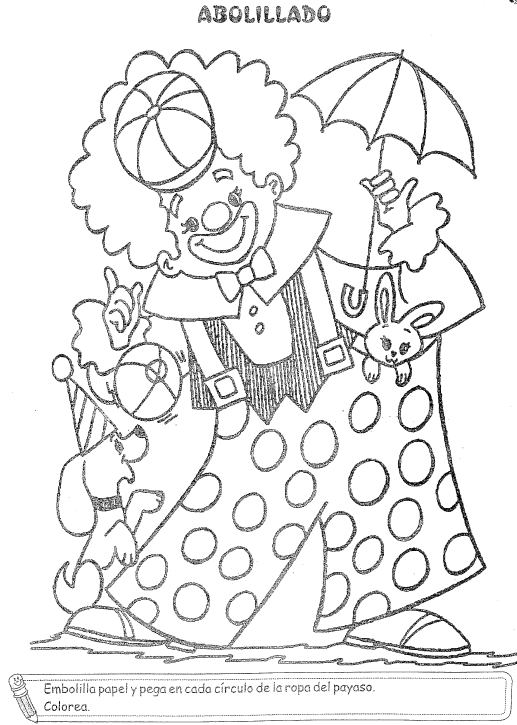 ABOLILLADO
Embolilla papel y pega en cada círculo de la ropa del payaso.
Colorea.